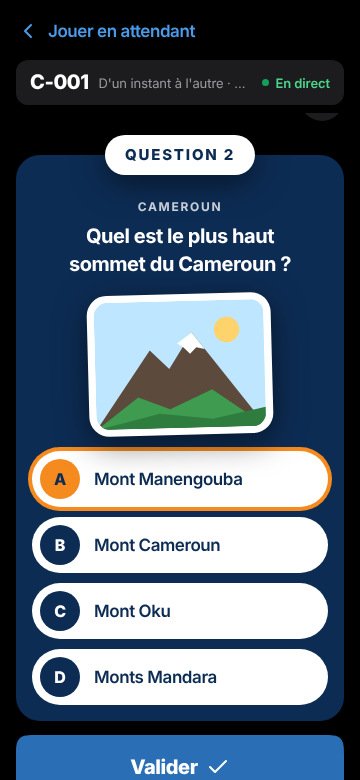 Jouer en attendant
C-001 D'un instant à l'autre · ... En direct
QUESTION 2
CAMEROUN
Quel est le plus haut
sommet du Cameroun ?
A Mont Manengouba
B Mont Cameroun
C Mont Oku
D Monts Mandara
Valider